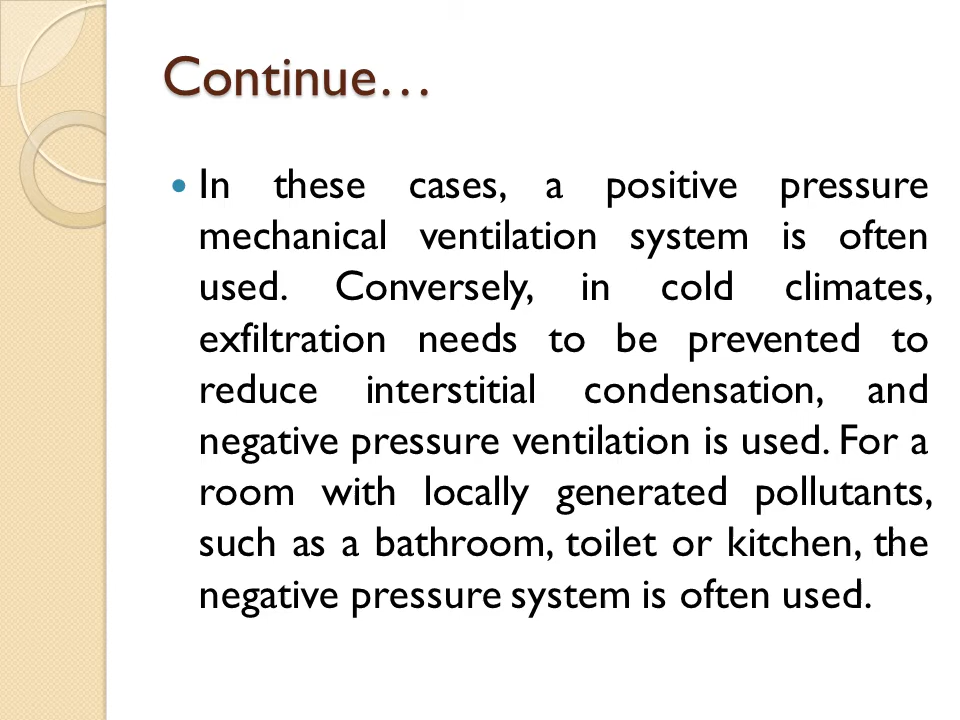 Continue…
• In these cases, a positive pressure
mechanical ventilation system is often
used. Conversely, in cold climates,
exfiltration needs to be prevented to
reduce interstitial condensation, and
negative pressure ventilation is used. For a
room with locally generated pollutants,
such as a bathroom, toilet or kitchen, the
negative pressure system is often used.